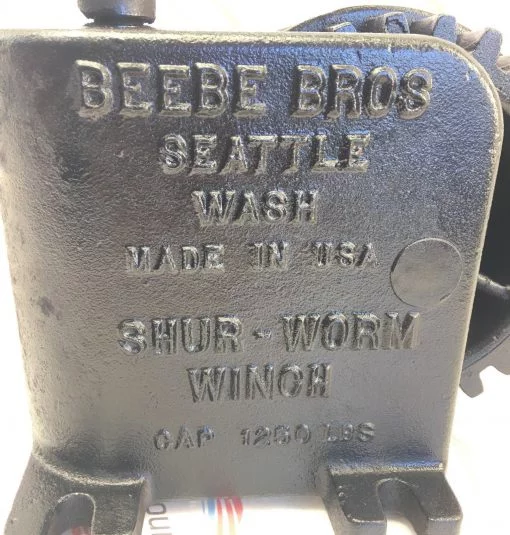 BEEBE BROS
SEATTLE
WASH
MADE IN USA
SHUR-WORM
WINCH
CAP 1250 LBS